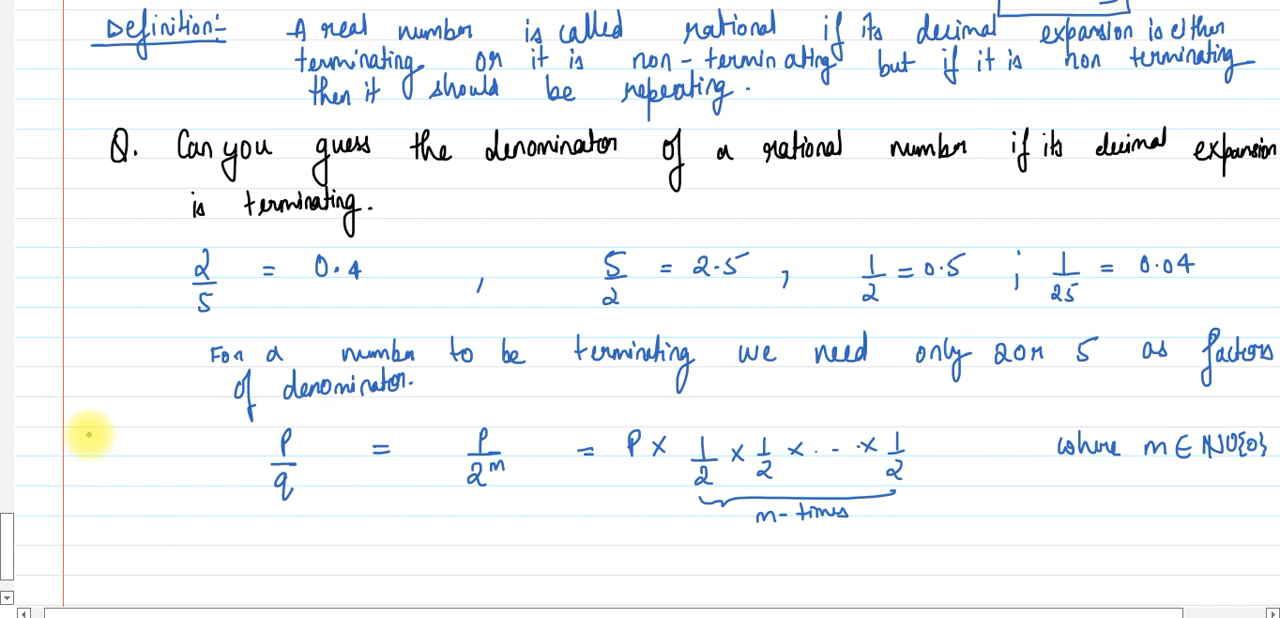 Definition:- A real number is called rational if its decimal expansion is either
terminating or it is non-terminating but if it is non terminating
then it should be repeating.
Q. Can you guess the denominator of a rational number if its decimal expansion
is terminating.
2/5 = 0.4 , 5/2 = 2.5 , 1/2 = 0.5 ; 1/25 = 0.04
For a number to be terminating we need only 2 or 5 as factors
of denominator.
p/q = p/2^m = p × 1/2 × 1/2 × . . . × 1/2 where m ∈ ℕ∪{0}
m-times